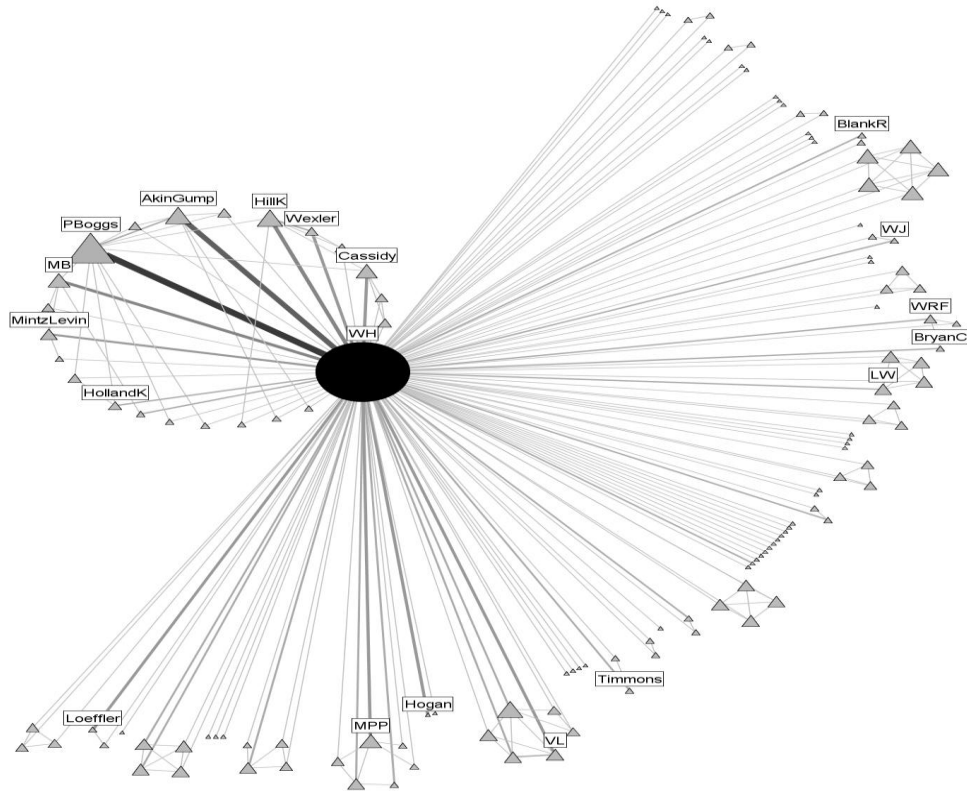 BlankR
AkinGump
HillK
Wexler
PBoggs
WJ
Cassidy
MB
WRF
MintzLevin
WH
BryanC
LW
HollandK
Timmons
Hogan
Loeffler
MPP
VL